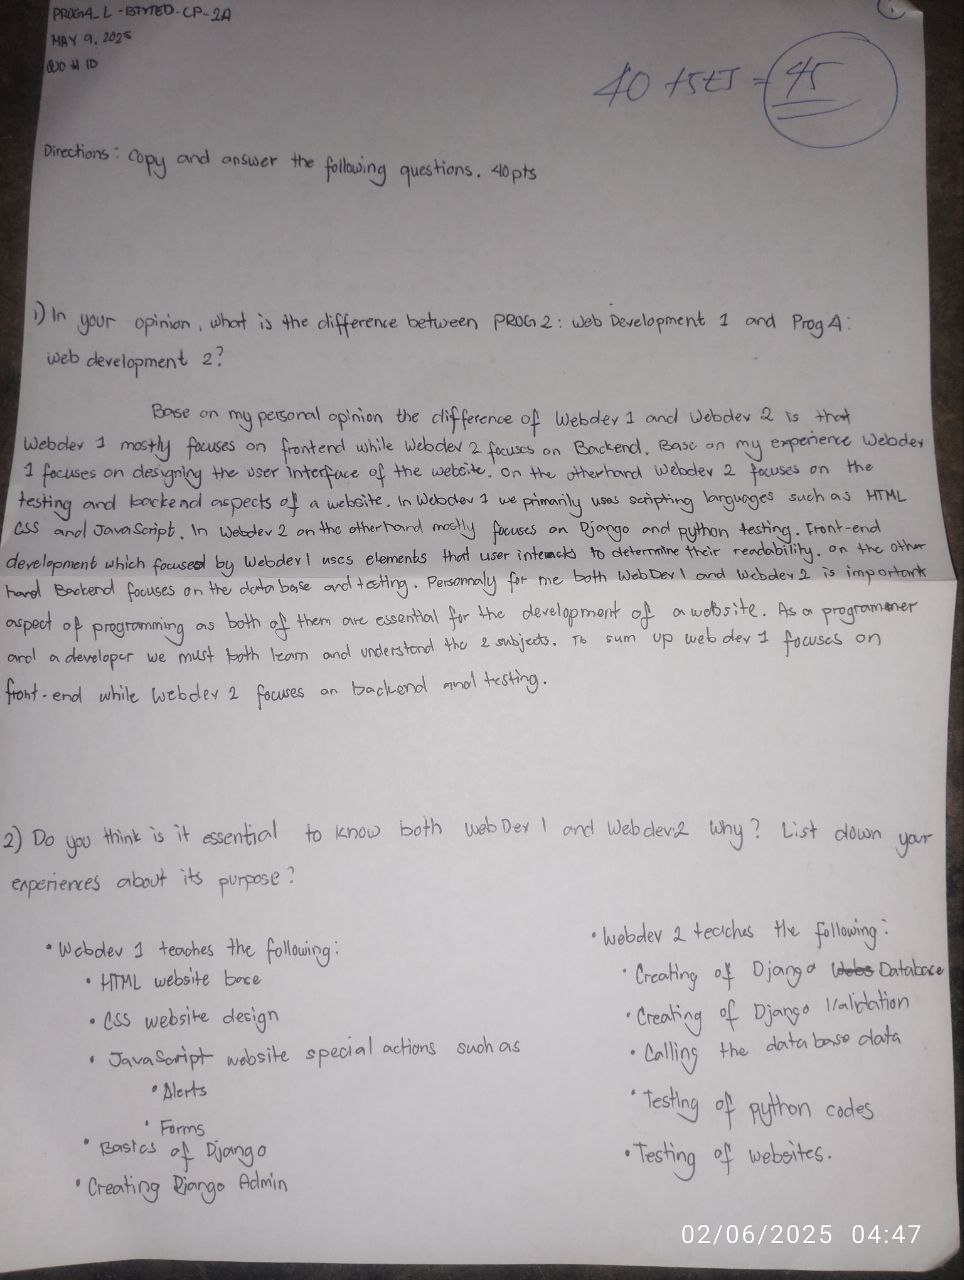 PROG4_L - BTVTED-CP-2A
MAY 9, 2025
40 +5+5 = 45
Directions: Copy and answer the following questions. 40pts
1) In your opinion, what is the difference between PROG2: Web Development 1 and Prog4:
web development 2?
Base on my personal opinion the difference of Webdev 1 and Webdev 2 is that
Webdev 1 mostly focuses on frontend while Webdev 2 focuses on Backend. Base on my experience Webdev
1 focuses on designing the user interface of the website. On the otherhand Webdev 2 focuses on the
testing and backend aspects of a website. In Webdev 1 we primarily uses scripting languages such as HTML
CSS and JavaScript. In Webdev 2 on the otherhand mostly focuses on Django and python testing. Front-end
development which focused by Webdev 1 uses elements that user interacts to determine their readability. on the other
hand Backend focuses on the data base and testing. Personnaly for me both WebDev 1 and Webdev 2 is important
aspect of programming as both of them are essential for the development of a website. As a programmer
and a developer we must both learn and understand the 2 subjects. To sum up web dev 1 focuses on
front-end while Webdev 2 focuses on backend and testing.
2) Do you think is it essential to know both WebDev 1 and Webdev2 Why? List down your
experiences about its purpose?
• Webdev 1 teaches the following:
• HTML website base
• CSS website design
• JavaScript website special actions such as
• Alerts
• Forms
• Basics of Django
• Creating Django Admin
• Webdev 2 teaches the following:
• Creating of Django Database
• Creating of Django Validation
• Calling the database data
• Testing of python codes
• Testing of websites.
02/06/2025 04:47